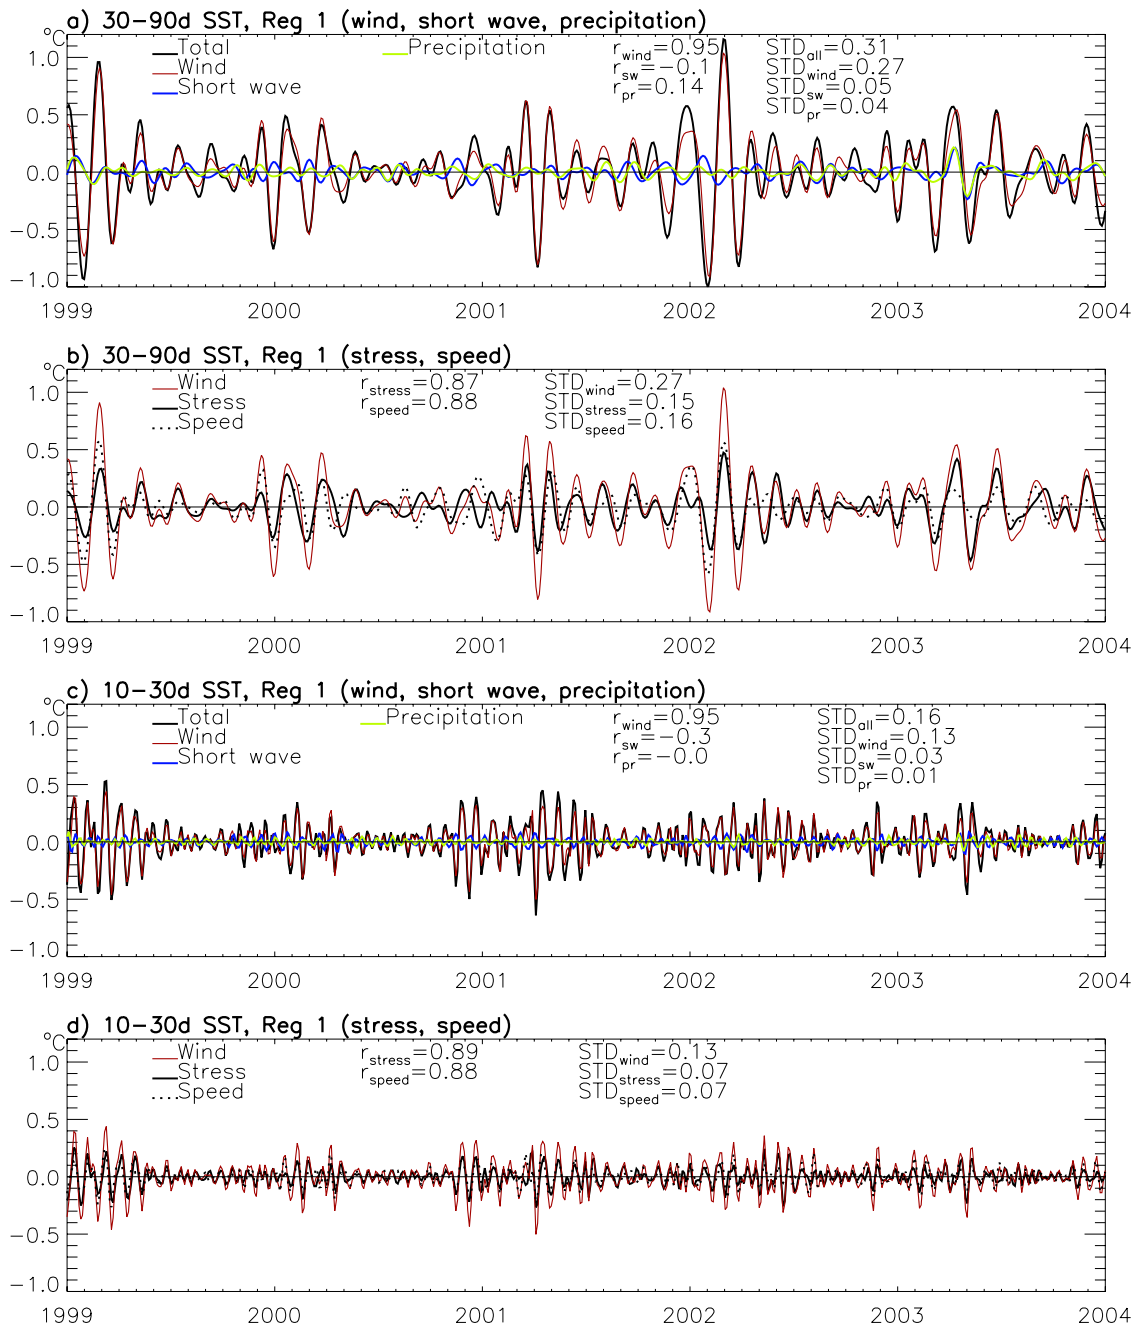 a) 30-90d SST, Reg 1 (wind, short wave, precipitation)
°C
Total Precipitation r_wind=0.95 STD_all=0.31
Wind r_sw=-0.1 STD_wind=0.27
Short wave r_pr=0.14 STD_sw=0.05
STD_pr=0.04
1.0
0.5
0.0
-0.5
-1.0
1999 2000 2001 2002 2003 2004
b) 30-90d SST, Reg 1 (stress, speed)
°C
Wind r_stress=0.87 STD_wind=0.27
Stress r_speed=0.88 STD_stress=0.15
Speed STD_speed=0.16
1.0
0.5
0.0
-0.5
-1.0
1999 2000 2001 2002 2003 2004
c) 10-30d SST, Reg 1 (wind, short wave, precipitation)
°C
Total Precipitation r_wind=0.95 STD_all=0.16
Wind r_sw=-0.3 STD_wind=0.13
Short wave r_pr=-0.0 STD_sw=0.03
STD_pr=0.01
1.0
0.5
0.0
-0.5
-1.0
1999 2000 2001 2002 2003 2004
d) 10-30d SST, Reg 1 (stress, speed)
°C
Wind r_stress=0.89 STD_wind=0.13
Stress r_speed=0.88 STD_stress=0.07
Speed STD_speed=0.07
1.0
0.5
0.0
-0.5
-1.0
1999 2000 2001 2002 2003 2004